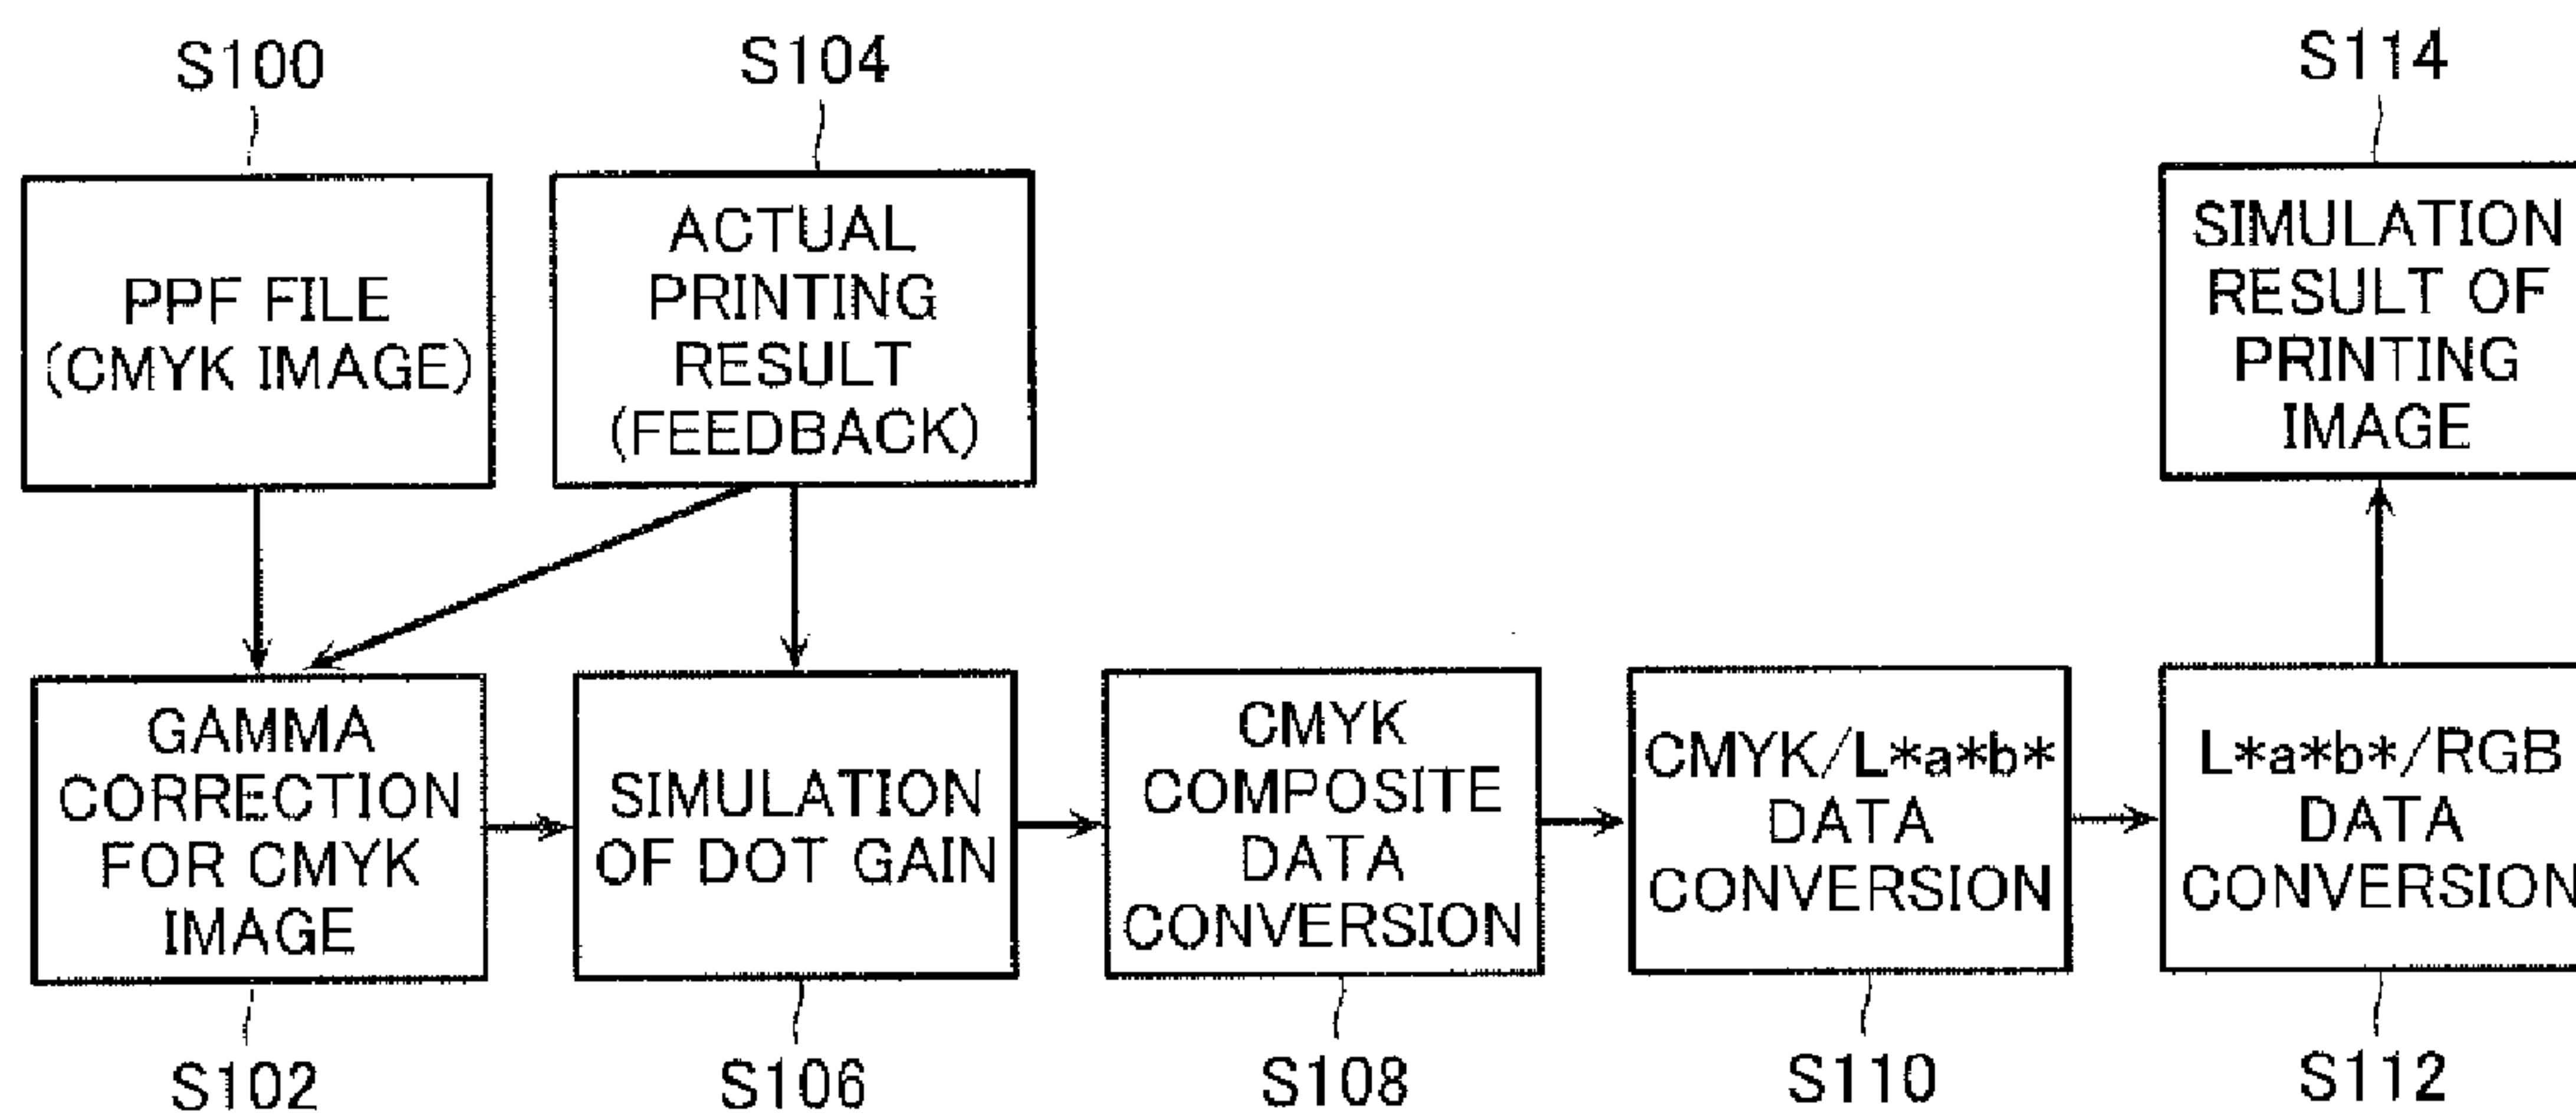 S100
S104
S114
PPF FILE
(CMYK IMAGE)
ACTUAL
PRINTING
RESULT
(FEEDBACK)
SIMULATION
RESULT OF
PRINTING
IMAGE
GAMMA
CORRECTION
FOR CMYK
IMAGE
SIMULATION
OF DOT GAIN
CMYK
COMPOSITE
DATA
CONVERSION
CMYK/L*a*b*
DATA
CONVERSION
L*a*b*/RGB
DATA
CONVERSION
S102
S106
S108
S110
S112